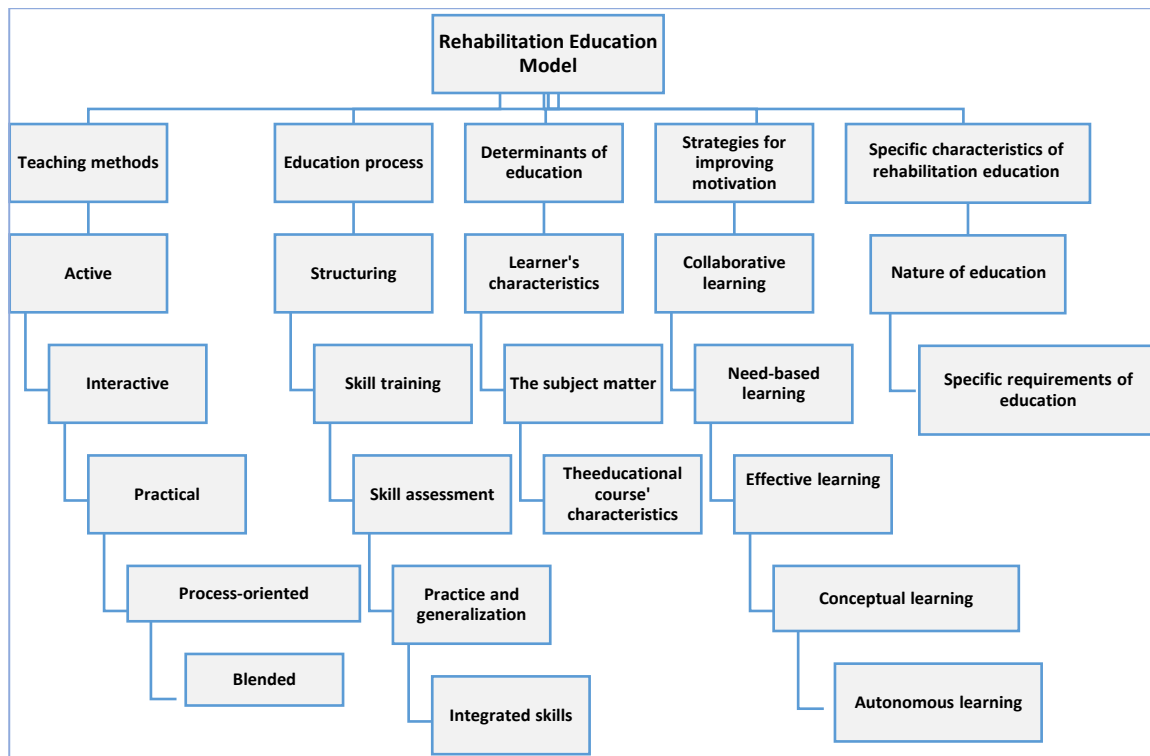 Rehabilitation Education
Model
Teaching methods
Education process
Determinants of
education
Strategies for
improving
motivation
Specific characteristics of
rehabilitation education
Active
Structuring
Learner's
characteristics
Collaborative
learning
Nature of education
Interactive
Skill training
The subject matter
Need-based
learning
Specific requirements of
education
Practical
Skill assessment
Theeducational
course'
characteristics
Effective learning
Process-oriented
Practice and
generalization
Conceptual learning
Blended
Integrated skills
Autonomous learning